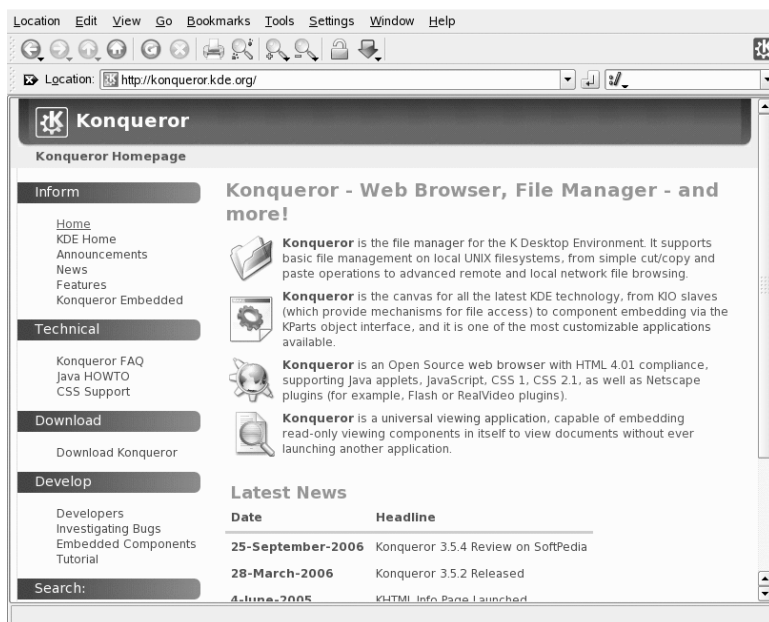 Location Edit View Go Bookmarks Tools Settings Window Help
Location: http://konqueror.kde.org/
Konqueror
Konqueror Homepage
Inform
Home
KDE Home
Announcements
News
Features
Konqueror Embedded
Technical
Konqueror FAQ
Java HOWTO
CSS Support
Download
Download Konqueror
Develop
Developers
Investigating Bugs
Embedded Components
Tutorial
Search:
Konqueror - Web Browser, File Manager - and
more!
Konqueror is the file manager for the K Desktop Environment. It supports
basic file management on local UNIX filesystems, from simple cut/copy and
paste operations to advanced remote and local network file browsing.
Konqueror is the canvas for all the latest KDE technology, from KIO slaves
(which provide mechanisms for file access) to component embedding via the
KParts object interface, and it is one of the most customizable applications
available.
Konqueror is an Open Source web browser with HTML 4.01 compliance,
supporting Java applets, JavaScript, CSS 1, CSS 2.1, as well as Netscape
plugins (for example, Flash or RealVideo plugins).
Konqueror is a universal viewing application, capable of embedding
read-only viewing components in itself to view documents without ever
launching another application.
Latest News
Date Headline
25-September-2006 Konqueror 3.5.4 Review on SoftPedia
28-March-2006 Konqueror 3.5.2 Released
4-June-2005 KHTML Info Page Launched